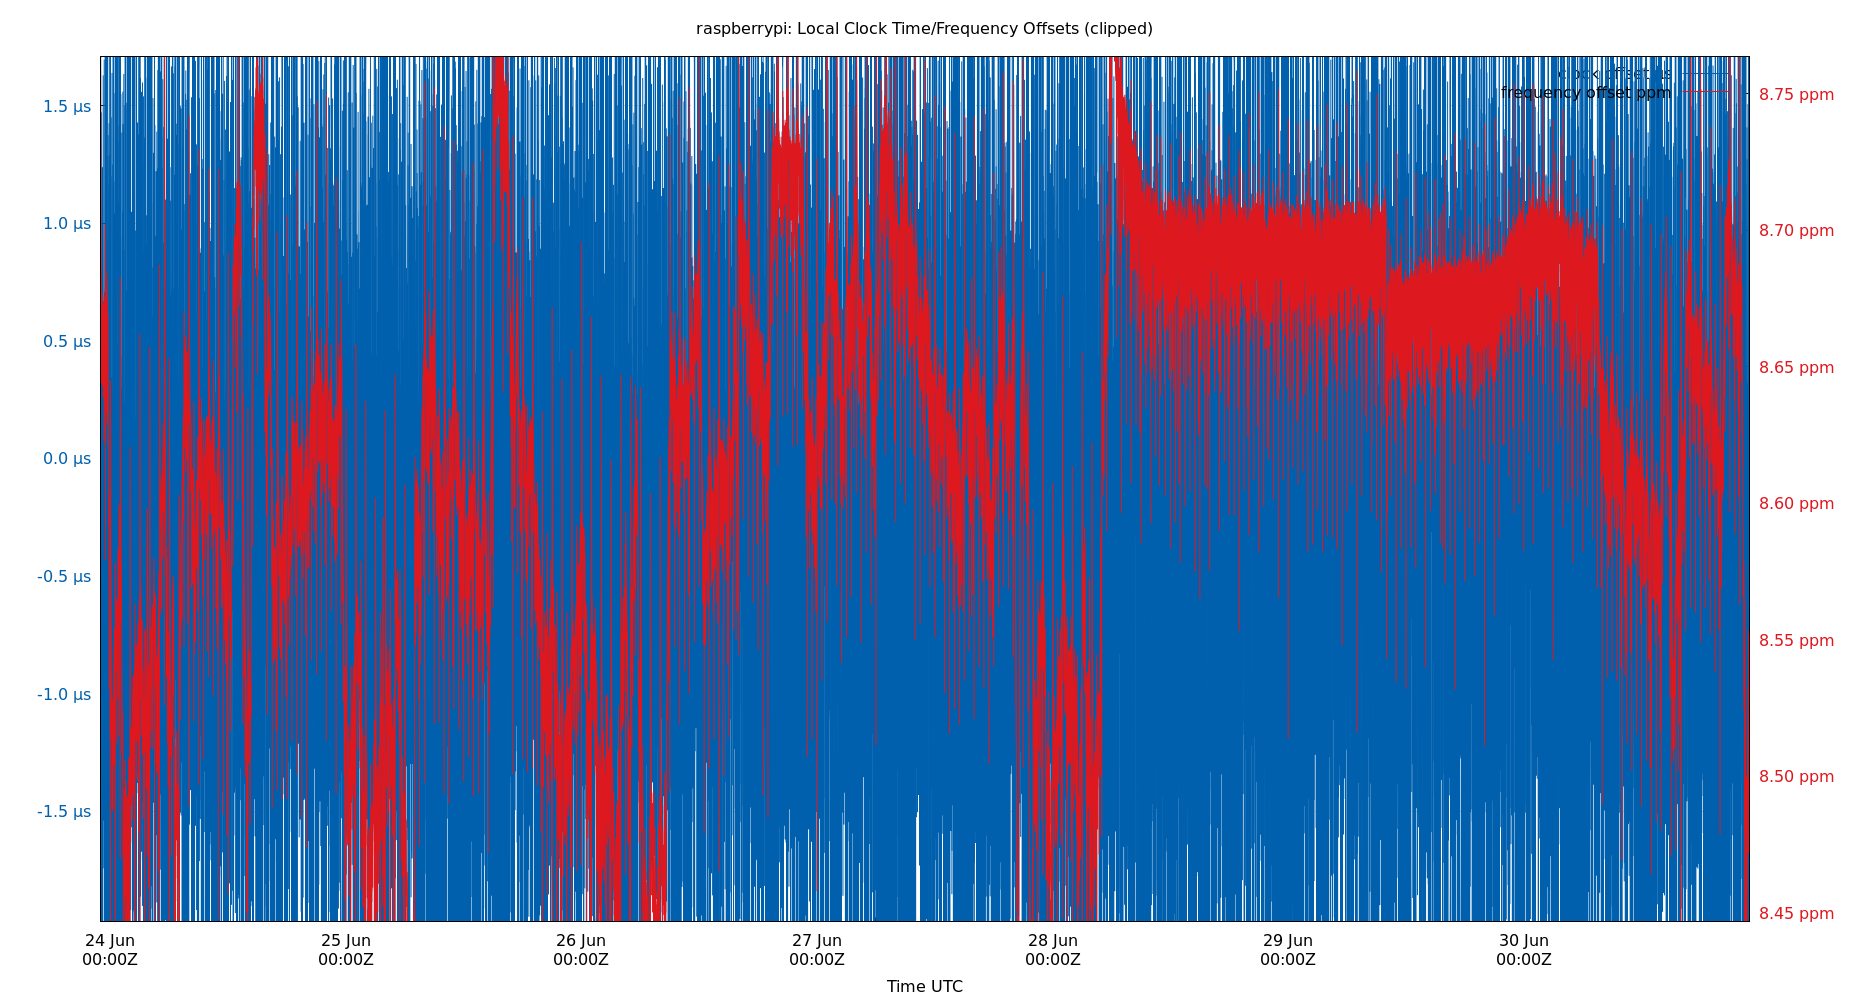 raspberrypi: Local Clock Time/Frequency Offsets (clipped)
clock offset µs
frequency offset ppm
1.5 µs
1.0 µs
0.5 µs
0.0 µs
-0.5 µs
-1.0 µs
-1.5 µs
8.75 ppm
8.70 ppm
8.65 ppm
8.60 ppm
8.55 ppm
8.50 ppm
8.45 ppm
24 Jun
00:00Z
25 Jun
00:00Z
26 Jun
00:00Z
27 Jun
00:00Z
28 Jun
00:00Z
29 Jun
00:00Z
30 Jun
00:00Z
Time UTC